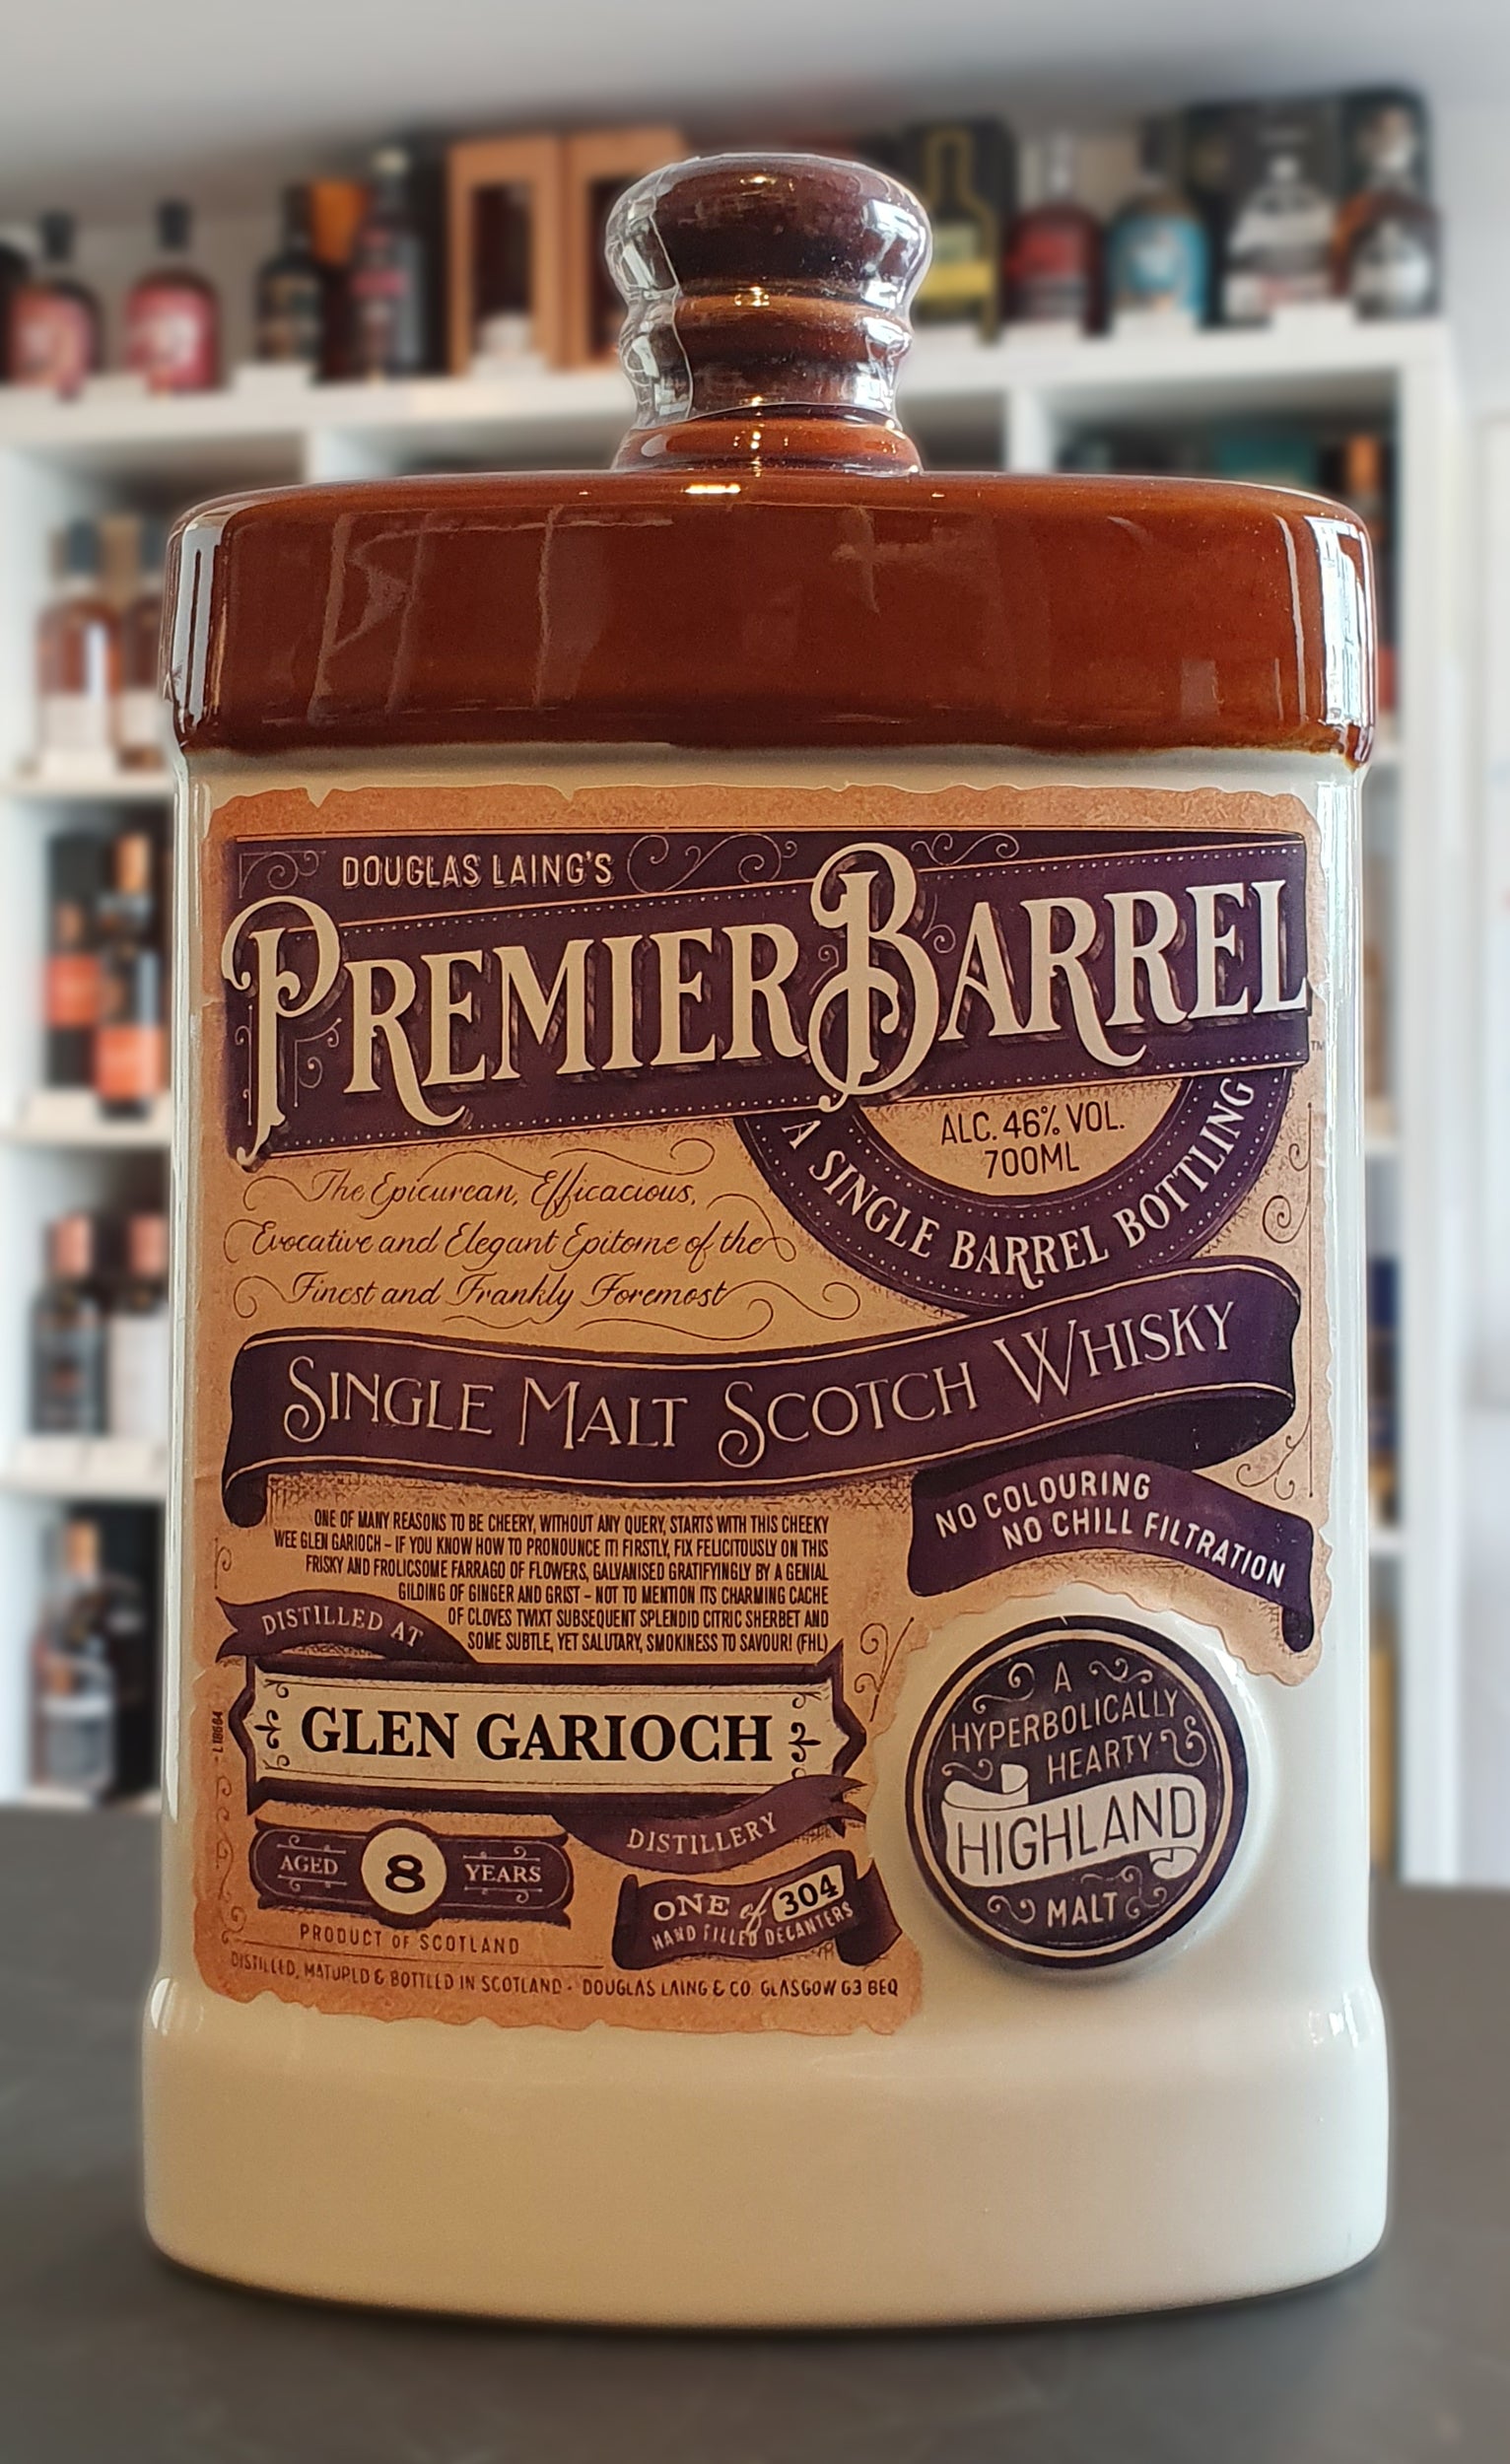 DOUGLAS LAING'S
PREMIER BARREL
TM
ALC. 46% VOL.
700ML
A SINGLE BARREL BOTTLING
The Epicurean, Efficacious,
Evocative and Elegant Epitome of the
Finest and Frankly Foremost
SINGLE MALT SCOTCH WHISKY
NO COLOURING
NO CHILL FILTRATION
ONE OF MANY REASONS TO BE CHEERY, WITHOUT ANY QUERY, STARTS WITH THIS CHEEKY
WEE GLEN GARIOCH – IF YOU KNOW HOW TO PRONOUNCE IT! FIRSTLY, FIX FELICITOUSLY ON THIS
FRISKY AND FROLICSOME FARRAGO OF FLOWERS, GALVANISED GRATIFYINGLY BY A GENIAL
GILDING OF GINGER AND GRIST – NOT TO MENTION ITS CHARMING CACHE
OF CLOVES TWIXT SUBSEQUENT SPLENDID CITRIC SHERBET AND
SOME SUBTLE, YET SALUTARY, SMOKINESS TO SAVOUR! (FHL)
DISTILLED AT
GLEN GARIOCH
DISTILLERY
L18664
AGED 8 YEARS
ONE of 304
HAND FILLED DECANTERS
PRODUCT OF SCOTLAND
DISTILLED, MATURED & BOTTLED IN SCOTLAND · DOUGLAS LAING & CO. GLASGOW G3 8EQ
A
HYPERBOLICALLY
HEARTY
HIGHLAND
MALT